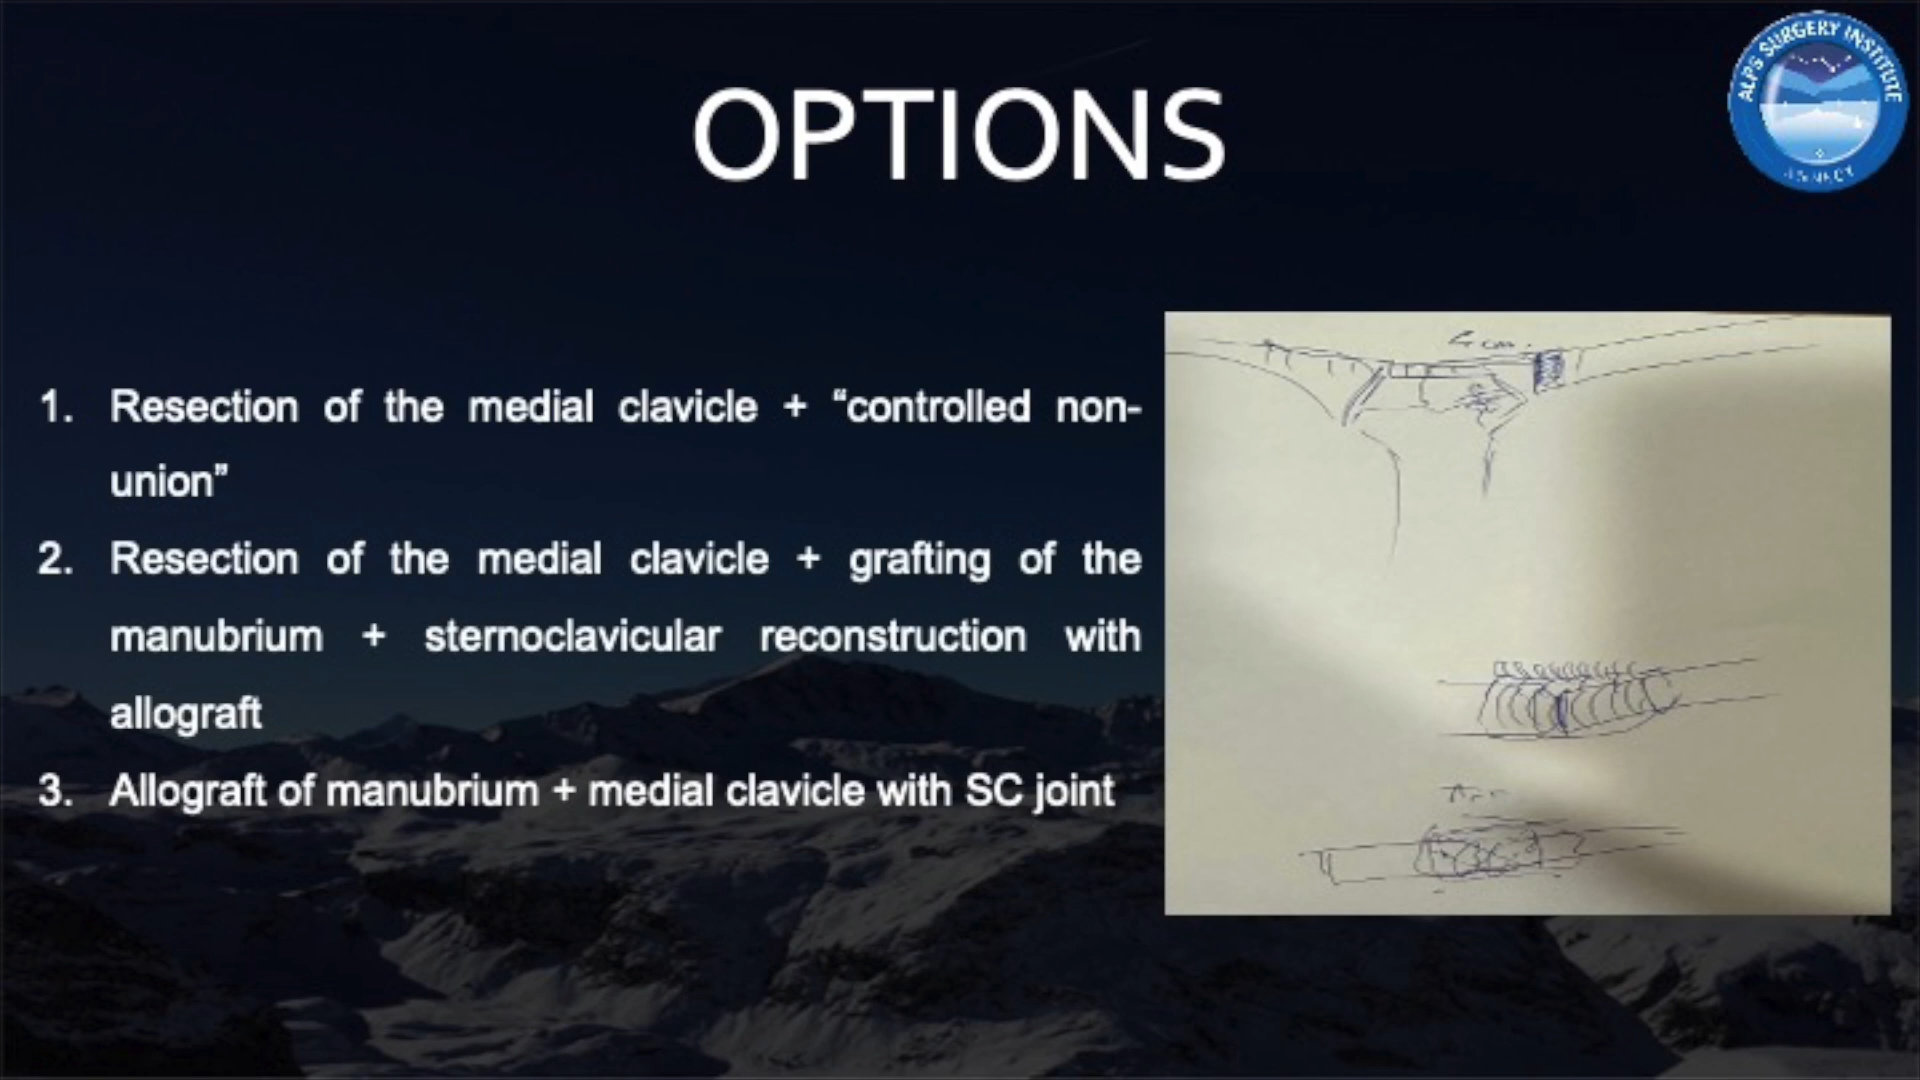 ALPS SURGERY INSTITUTE
ANNECY
OPTIONS
1. Resection of the medial clavicle + “controlled non-
union”
2. Resection of the medial clavicle + grafting of the
manubrium + sternoclavicular reconstruction with
allograft
3. Allograft of manubrium + medial clavicle with SC joint
cm.